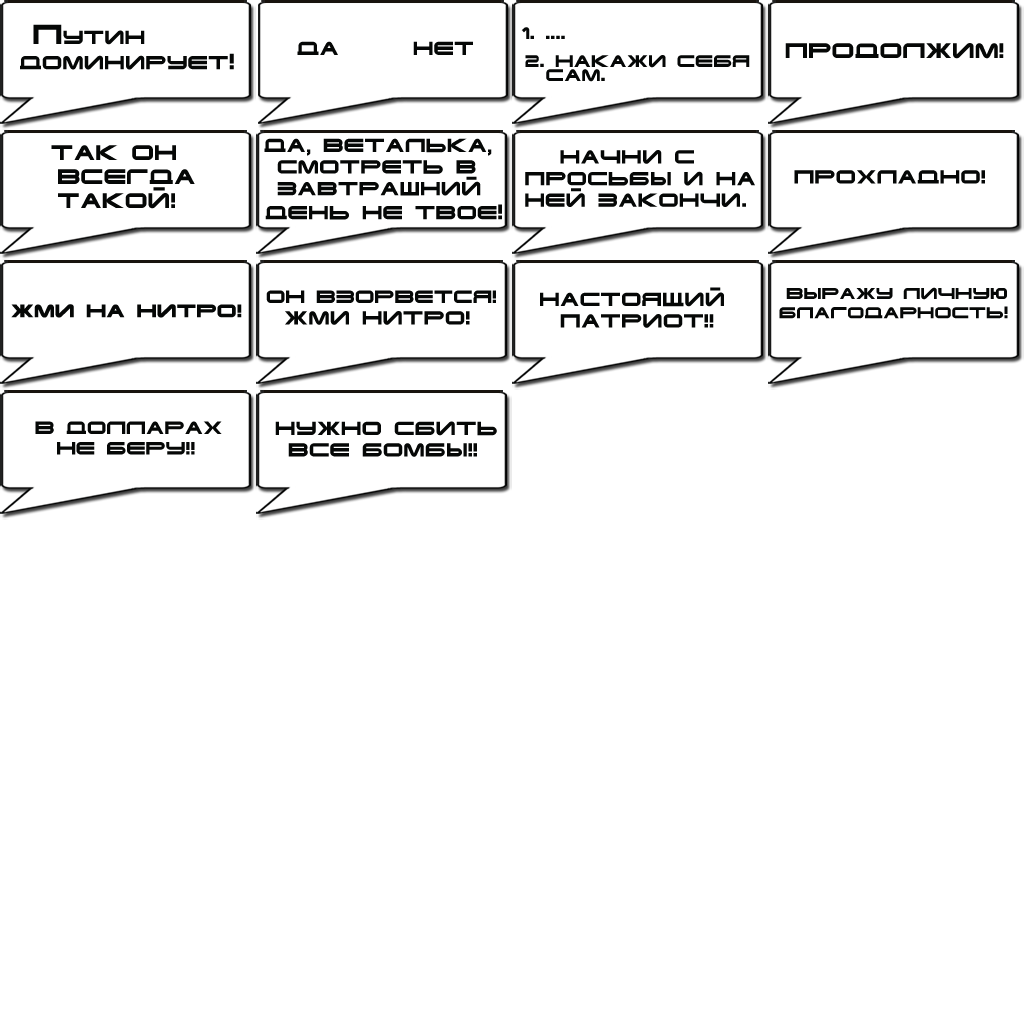 Путин
доминирует!
ДА НЕТ
1. ....
2. НАКАЖИ СЕБЯ
САМ.
ПРОДОЛЖИМ!
ТАК ОН
ВСЕГДА
ТАКОЙ!
ДА, ВЕТАЛЬКА,
СМОТРЕТЬ В
ЗАВТРАШНИЙ
ДЕНЬ НЕ ТВОЕ!
НАЧНИ С
ПРОСЬБЫ И НА
НЕЙ ЗАКОНЧИ.
ПРОХЛАДНО!
ЖМИ НА НИТРО!
ОН ВЗОРВЕТСЯ!
ЖМИ НИТРО!
НАСТОЯЩИЙ
ПАТРИОТ!!
ВЫРАЖУ ЛИЧНУЮ
БЛАГОДАРНОСТЬ!
В ДОЛЛАРАХ
НЕ БЕРУ!!
НУЖНО СБИТЬ
ВСЕ БОМБЫ!!